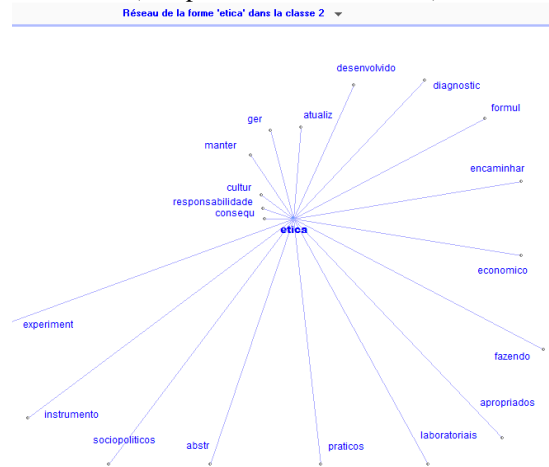 Réseau de la forme 'etica' dans la classe 2
desenvolvido
diagnostic
formul
atualiz
ger
manter
encaminhar
cultur
responsabilidade
consequ
etica
economico
experiment
fazendo
apropriados
instrumento
sociopoliticos
abstr
praticos
laboratoriais